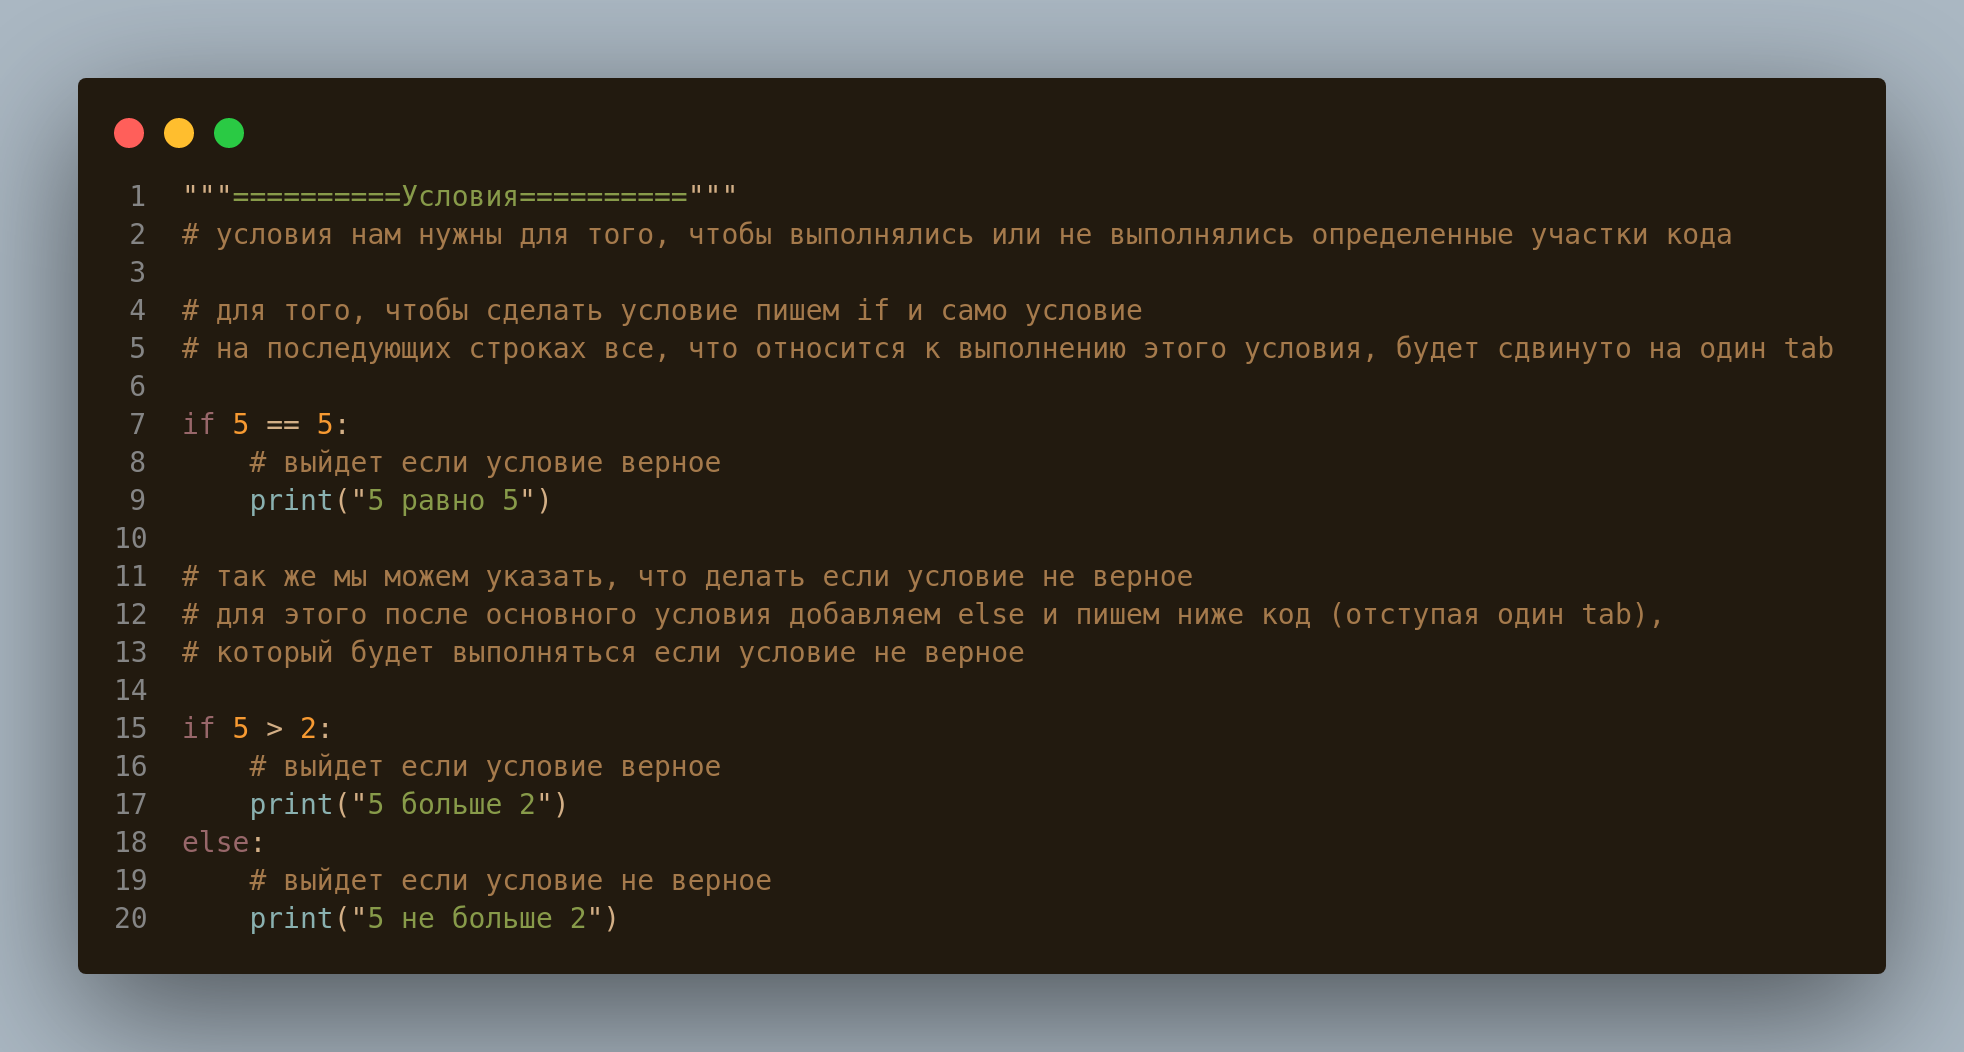 1 """==========Условия=========="""
2 # условия нам нужны для того, чтобы выполнялись или не выполнялись определенные участки кода
3
4 # для того, чтобы сделать условие пишем if и само условие
5 # на последующих строках все, что относится к выполнению этого условия, будет сдвинуто на один tab
6
7 if 5 == 5:
8     # выйдет если условие верное
9     print("5 равно 5")
10
11 # так же мы можем указать, что делать если условие не верное
12 # для этого после основного условия добавляем else и пишем ниже код (отступая один tab),
13 # который будет выполняться если условие не верное
14
15 if 5 > 2:
16     # выйдет если условие верное
17     print("5 больше 2")
18 else:
19     # выйдет если условие не верное
20     print("5 не больше 2")